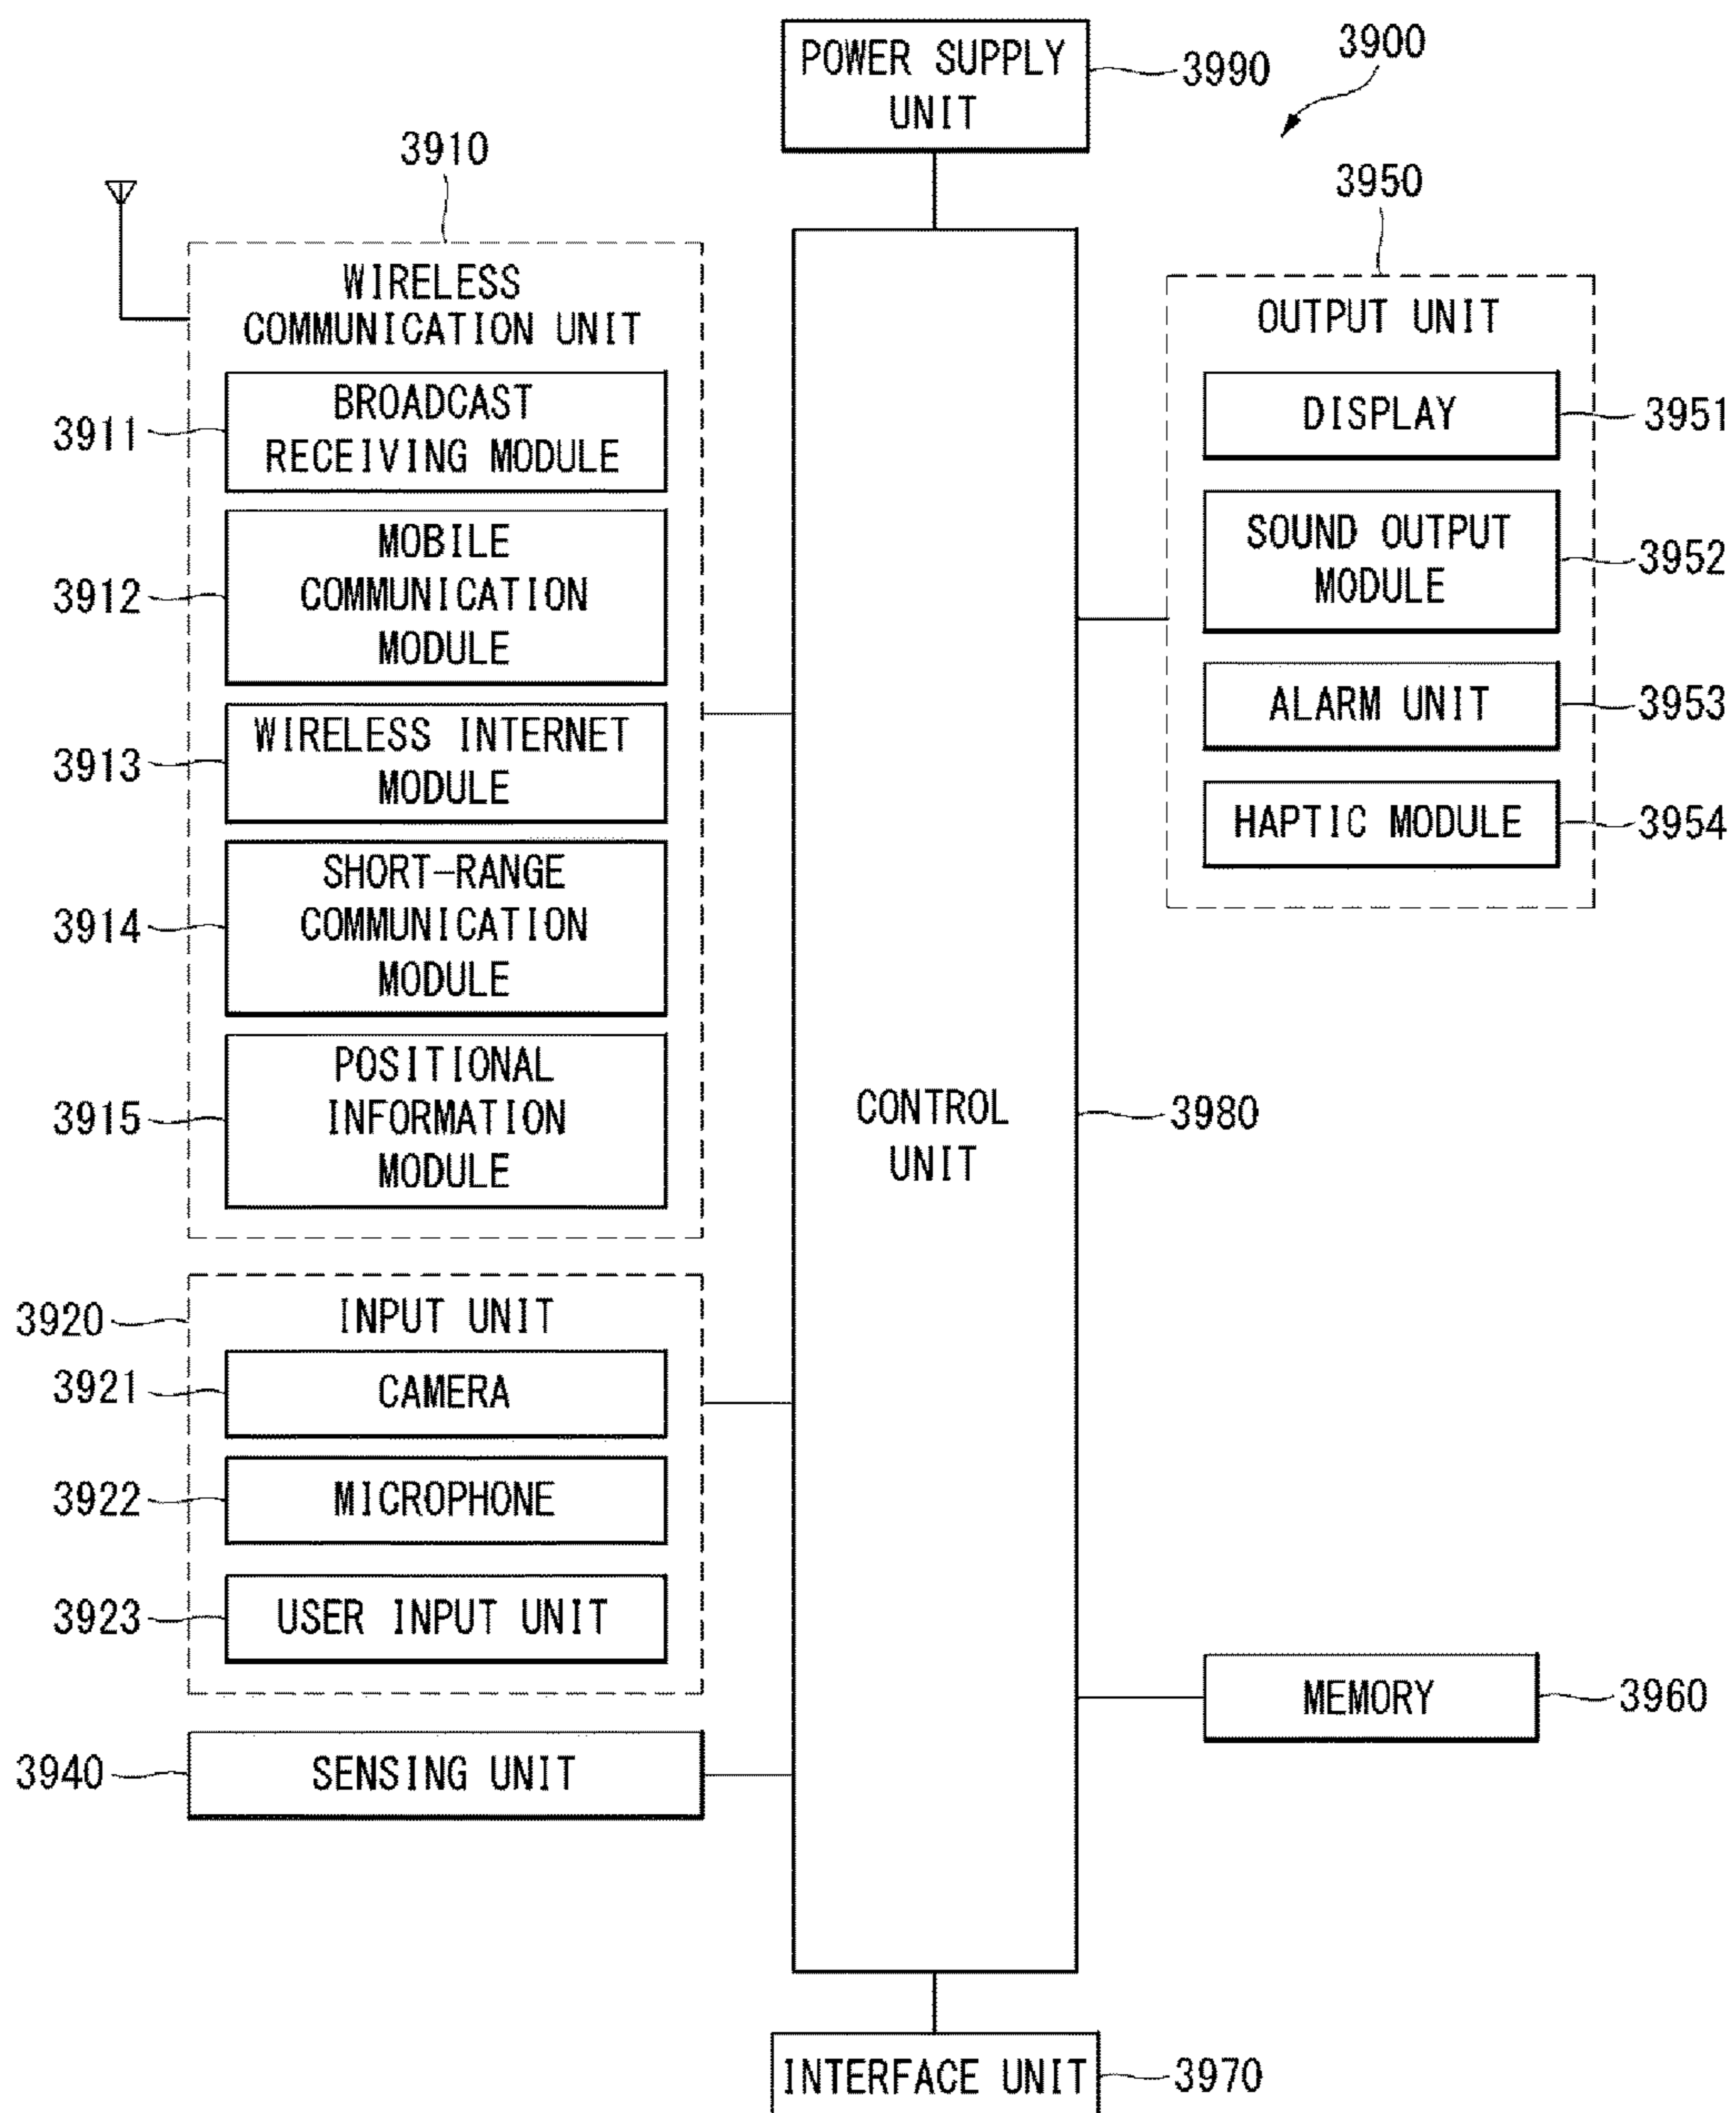 POWER SUPPLY
UNIT
3990
3900
3910
WIRELESS
COMMUNICATION UNIT
3911
BROADCAST
RECEIVING MODULE
3912
MOBILE
COMMUNICATION
MODULE
3913
WIRELESS INTERNET
MODULE
3914
SHORT-RANGE
COMMUNICATION
MODULE
3915
POSITIONAL
INFORMATION
MODULE
3920
INPUT UNIT
3921
CAMERA
3922
MICROPHONE
3923
USER INPUT UNIT
3940
SENSING UNIT
CONTROL
UNIT
3980
3950
OUTPUT UNIT
DISPLAY
3951
SOUND OUTPUT
MODULE
3952
ALARM UNIT
3953
HAPTIC MODULE
3954
MEMORY
3960
INTERFACE UNIT
3970